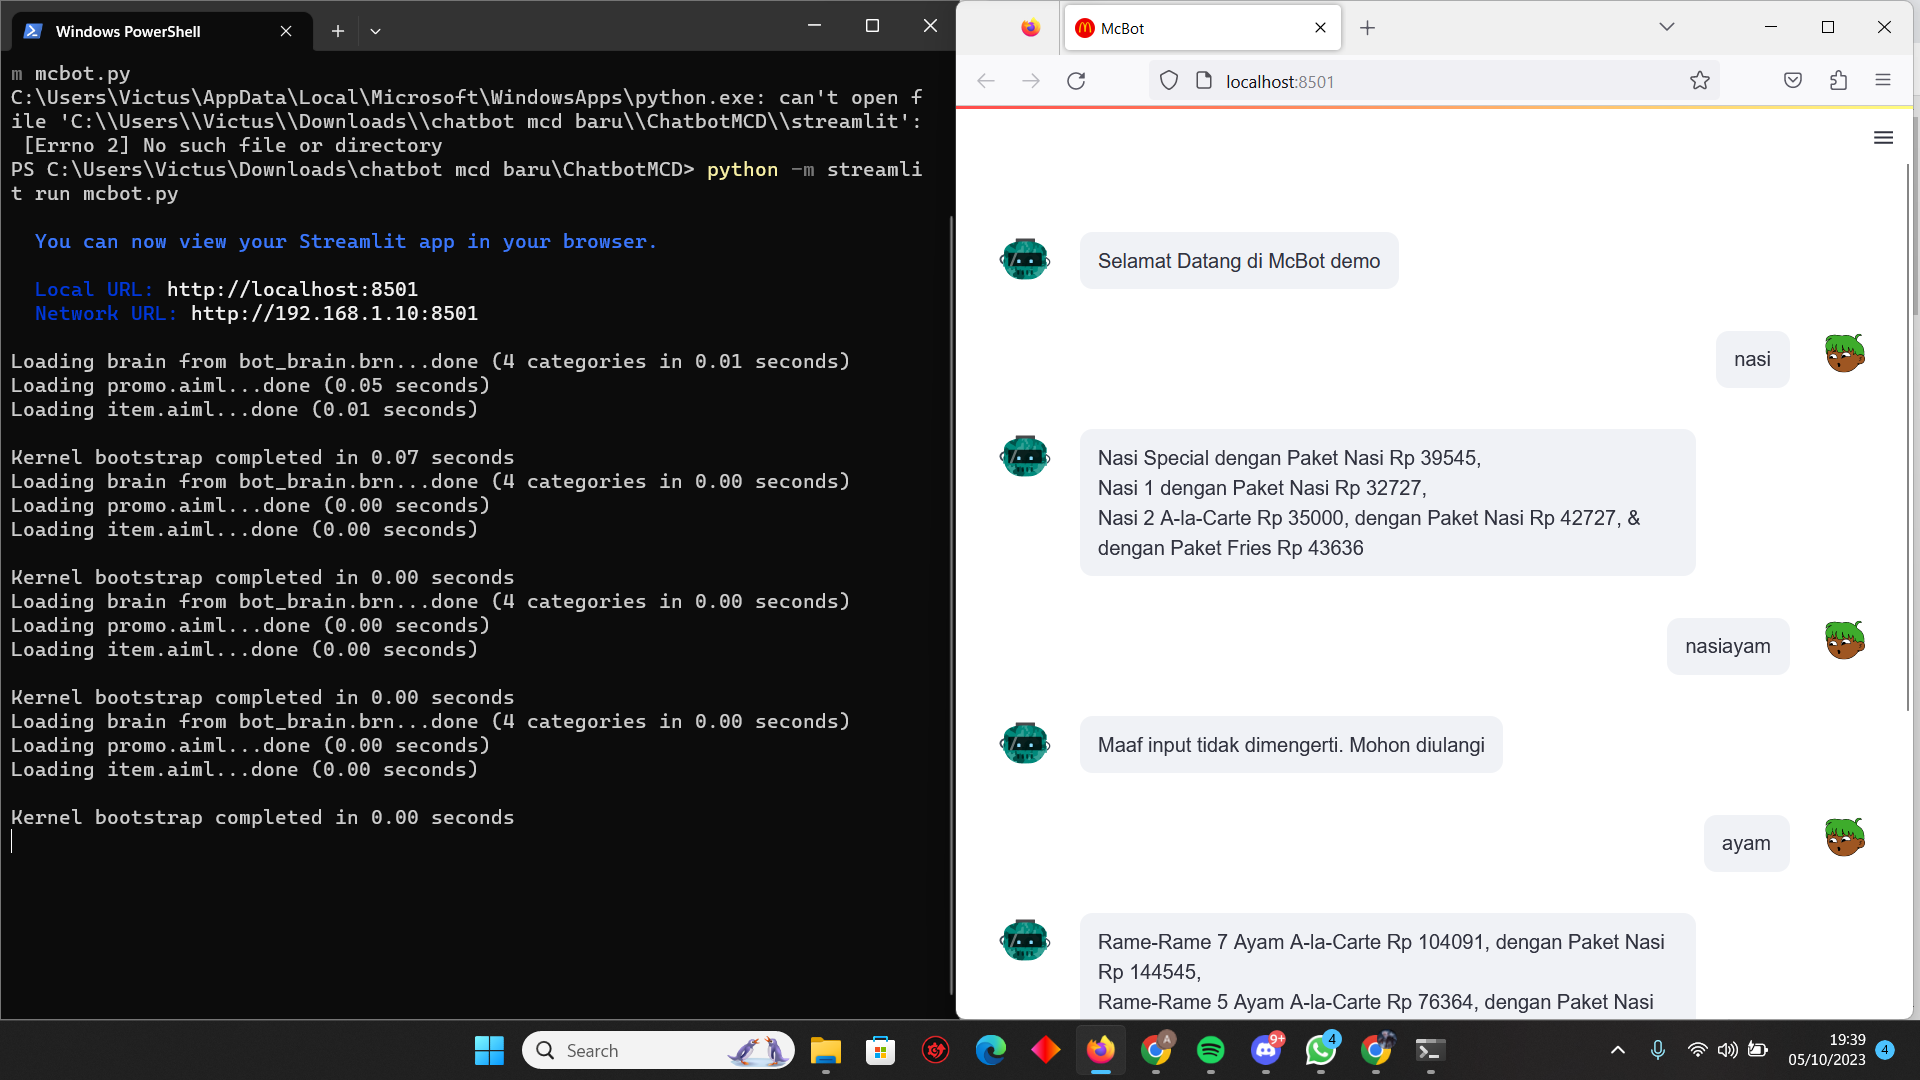 Windows PowerShell
m mcbot.py
C:\Users\Victus\AppData\Local\Microsoft\WindowsApps\python.exe: can't open f
ile 'C:\\Users\\Victus\\Downloads\\chatbot mcd baru\\ChatbotMCD\\streamlit':
[Errno 2] No such file or directory
PS C:\Users\Victus\Downloads\chatbot mcd baru\ChatbotMCD> python -m streamli
t run mcbot.py
You can now view your Streamlit app in your browser.
Local URL: http://localhost:8501
Network URL: http://192.168.1.10:8501
Loading brain from bot_brain.brn...done (4 categories in 0.01 seconds)
Loading promo.aiml...done (0.05 seconds)
Loading item.aiml...done (0.01 seconds)
Kernel bootstrap completed in 0.07 seconds
Loading brain from bot_brain.brn...done (4 categories in 0.00 seconds)
Loading promo.aiml...done (0.00 seconds)
Loading item.aiml...done (0.00 seconds)
Kernel bootstrap completed in 0.00 seconds
Loading brain from bot_brain.brn...done (4 categories in 0.00 seconds)
Loading promo.aiml...done (0.00 seconds)
Loading item.aiml...done (0.00 seconds)
Kernel bootstrap completed in 0.00 seconds
Loading brain from bot_brain.brn...done (4 categories in 0.00 seconds)
Loading promo.aiml...done (0.00 seconds)
Loading item.aiml...done (0.00 seconds)
Kernel bootstrap completed in 0.00 seconds
McBot
localhost:8501
Selamat Datang di McBot demo
nasi
Nasi Special dengan Paket Nasi Rp 39545,
Nasi 1 dengan Paket Nasi Rp 32727,
Nasi 2 A-la-Carte Rp 35000, dengan Paket Nasi Rp 42727, &
dengan Paket Fries Rp 43636
nasiayam
Maaf input tidak dimengerti. Mohon diulangi
ayam
Rame-Rame 7 Ayam A-la-Carte Rp 104091, dengan Paket Nasi
Rp 144545,
Rame-Rame 5 Ayam A-la-Carte Rp 76364, dengan Paket Nasi
Search
A
9+
4
19:39
05/10/2023
4